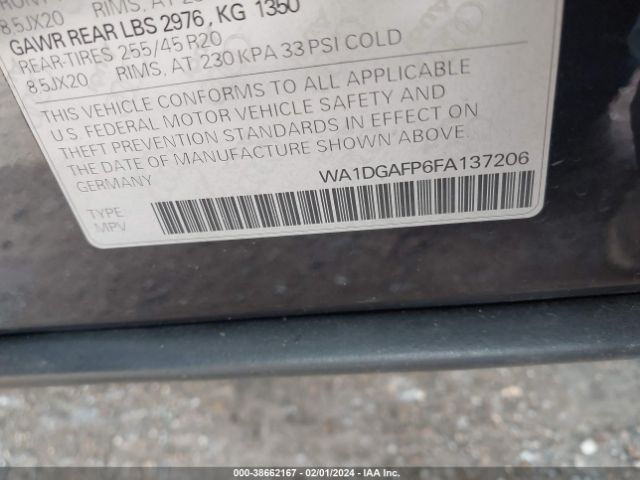 8.5JX20 RIMS, AT
GAWR REAR LBS 2976, KG 1350
REAR-TIRES 255/45 R20
8.5JX20 RIMS, AT 230 KPA 33 PSI COLD
THIS VEHICLE CONFORMS TO ALL APPLICABLE
U.S. FEDERAL MOTOR VEHICLE SAFETY AND
THEFT PREVENTION STANDARDS IN EFFECT ON
THE DATE OF MANUFACTURE SHOWN ABOVE.
GERMANY
WA1DGAFP6FA137206
TYPE
MPV
000-38662167 - 02/01/2024 - IAA Inc.